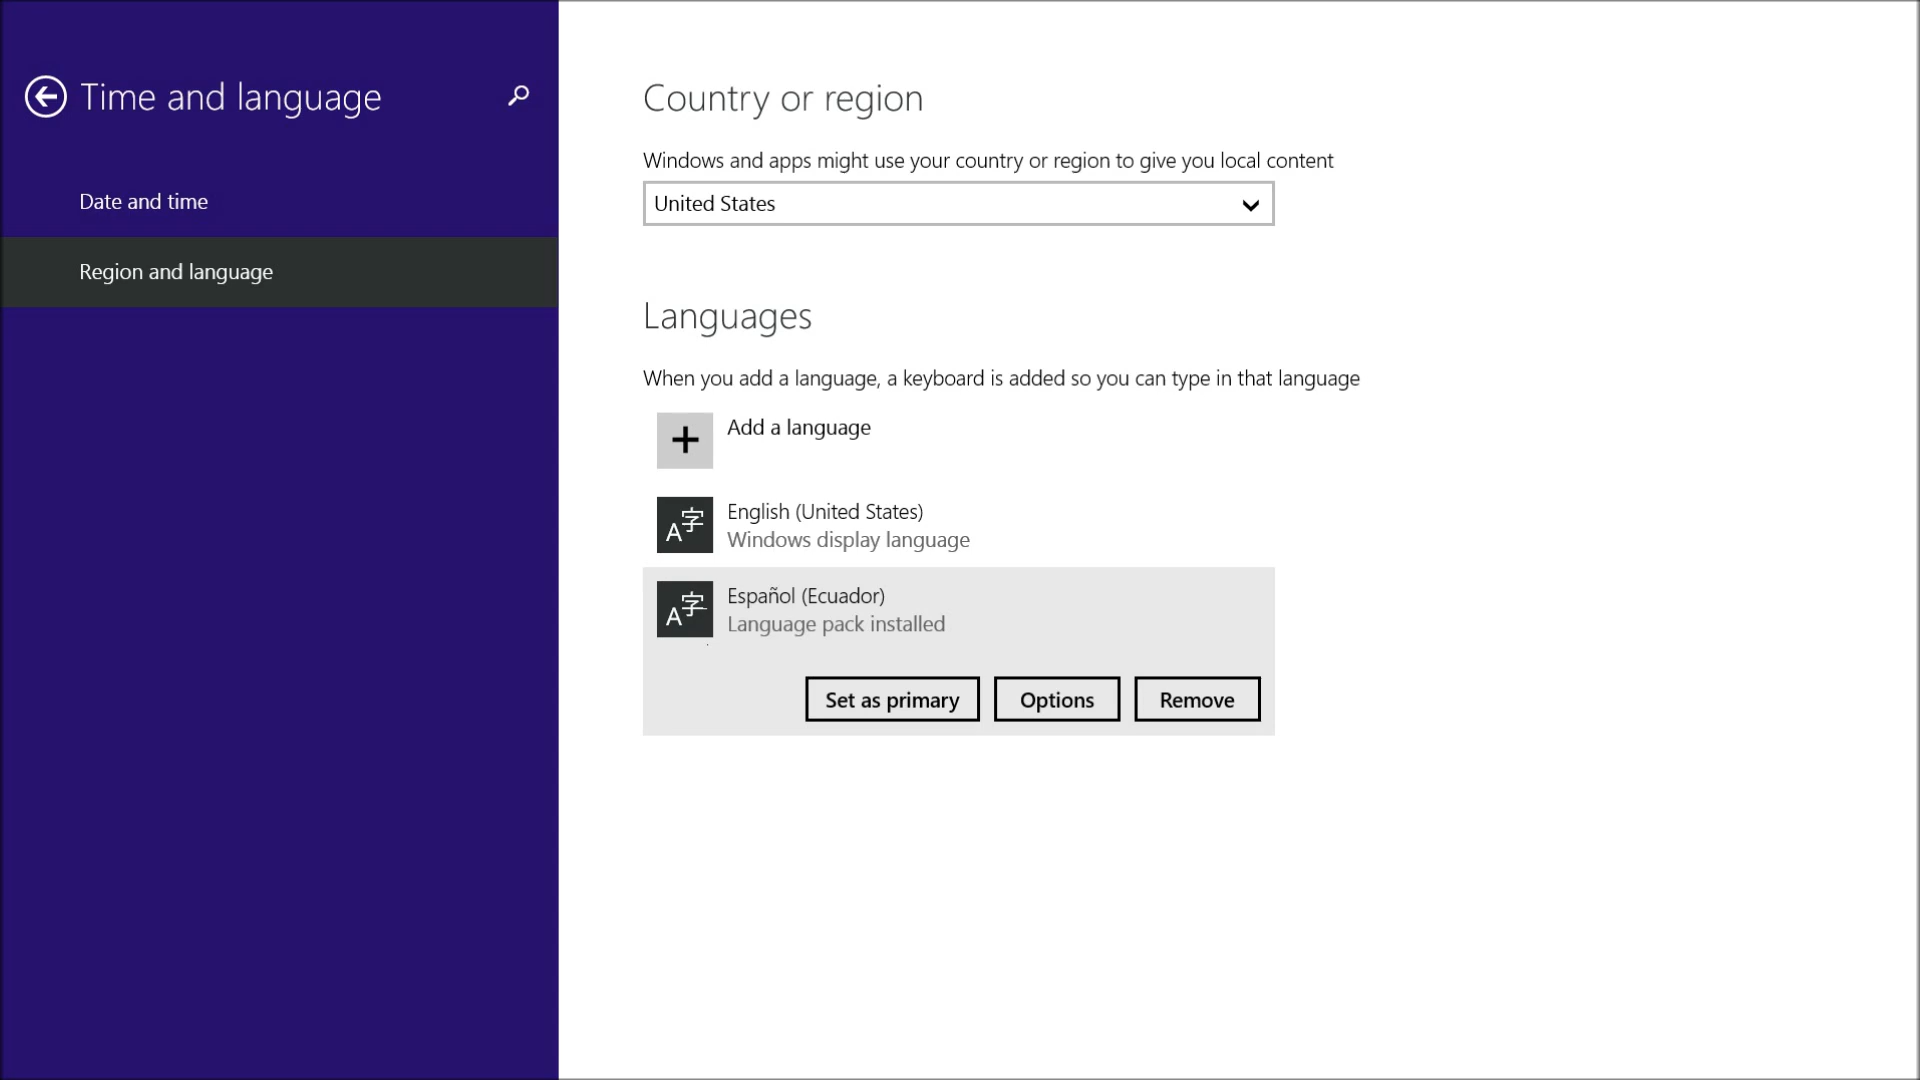 Time and language
Date and time
Region and language
Country or region
Windows and apps might use your country or region to give you local content
United States
Languages
When you add a language, a keyboard is added so you can type in that language
Add a language
A字 English (United States)
Windows display language
A字 Español (Ecuador)
Language pack installed
Set as primary Options Remove